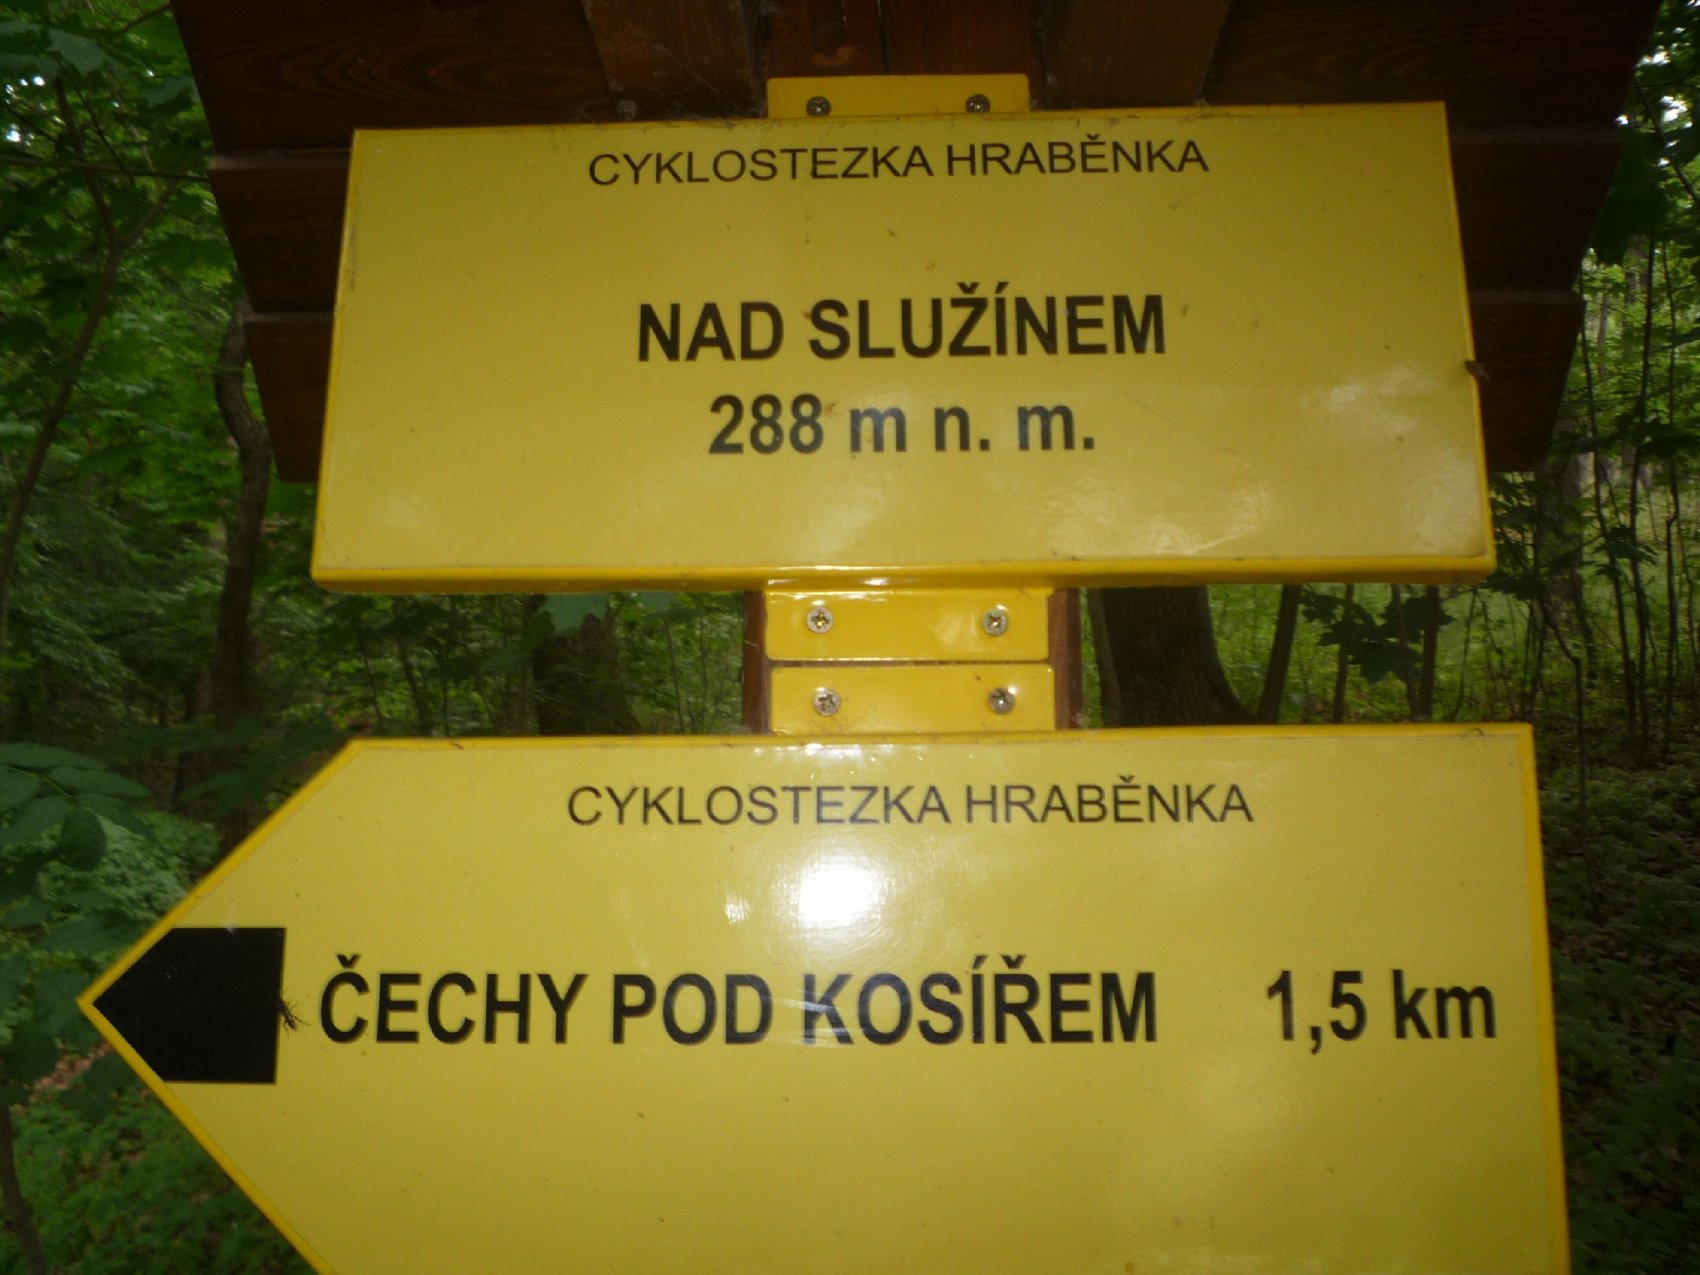 CYKLOSTEZKA HRABĚNKA
NAD SLUŽÍNEM
288 m n. m.
CYKLOSTEZKA HRABĚNKA
ČECHY POD KOSÍŘEM 1,5 km